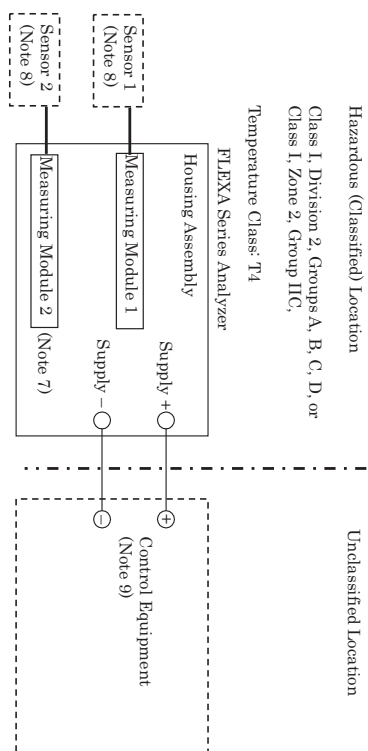 Hazardous (Classified) Location
Unclassified Location
Class I, Division 2, Groups A, B, C, D, or
Class I, Zone 2, Group IIC,
Temperature Class: T4
FLEXA Series Analyzer
Housing Assembly
Sensor 1
(Note 8)
Measuring Module 1
Sensor 2
(Note 8)
Measuring Module 2
(Note 7)
Supply +
Supply −
+
−
Control Equipment
(Note 9)